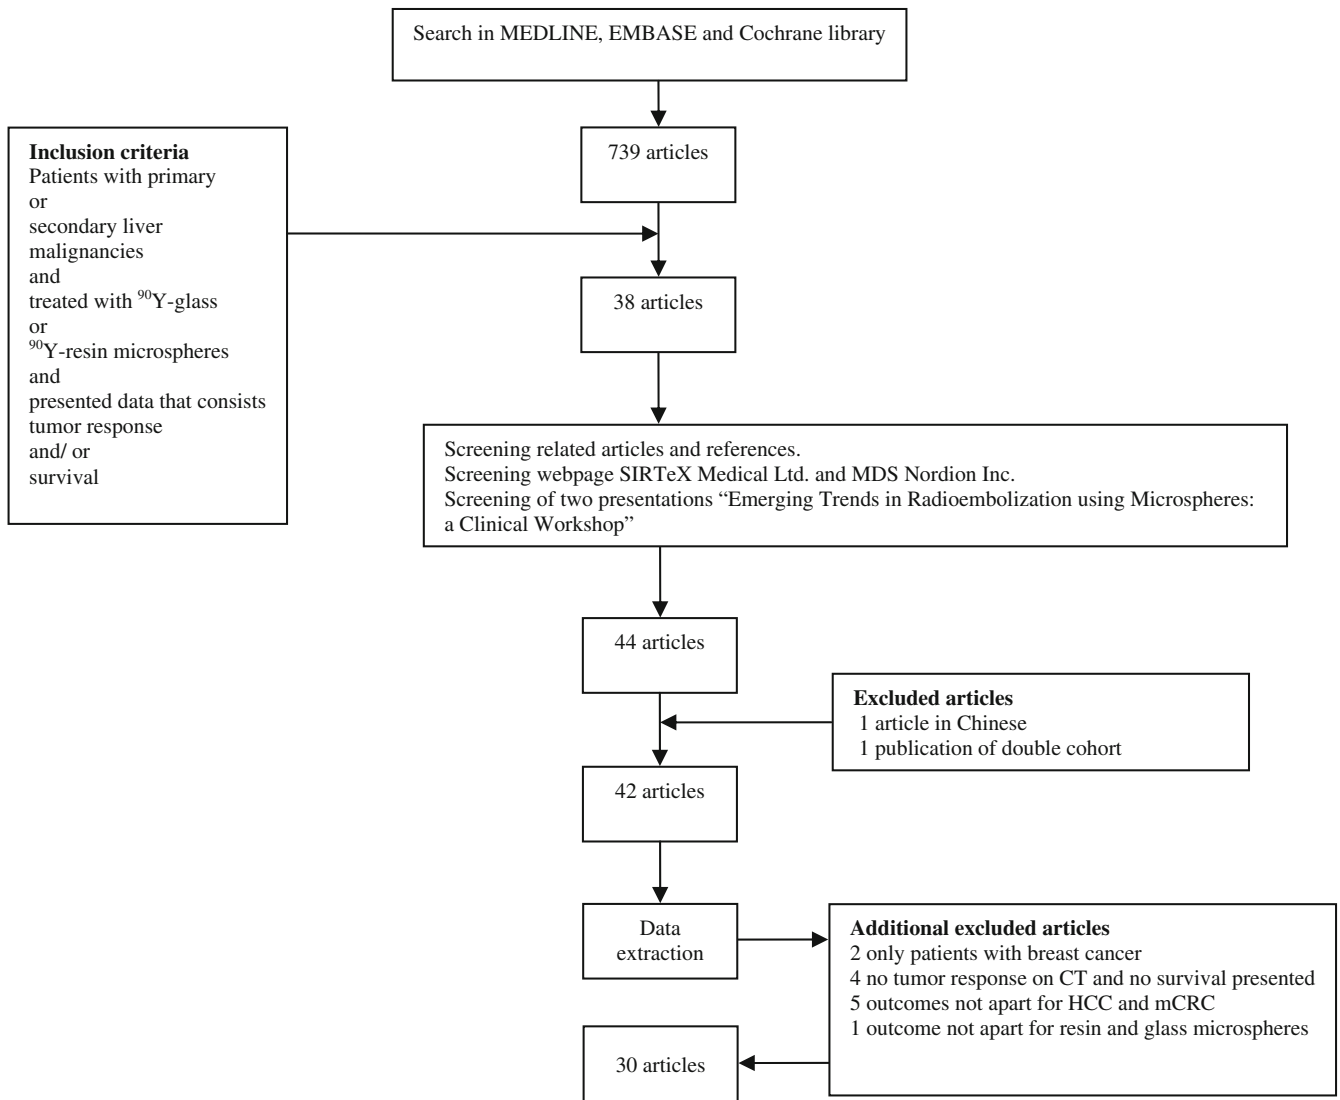 Search in MEDLINE, EMBASE and Cochrane library
739 articles
Inclusion criteria
Patients with primary
or
secondary liver
malignancies
and
treated with ⁹⁰Y-glass
or
⁹⁰Y-resin microspheres
and
presented data that consists
tumor response
and/ or
survival
38 articles
Screening related articles and references.
Screening webpage SIRTeX Medical Ltd. and MDS Nordion Inc.
Screening of two presentations “Emerging Trends in Radioembolization using Microspheres:
a Clinical Workshop”
44 articles
Excluded articles
1 article in Chinese
1 publication of double cohort
42 articles
Data
extraction
Additional excluded articles
2 only patients with breast cancer
4 no tumor response on CT and no survival presented
5 outcomes not apart for HCC and mCRC
1 outcome not apart for resin and glass microspheres
30 articles